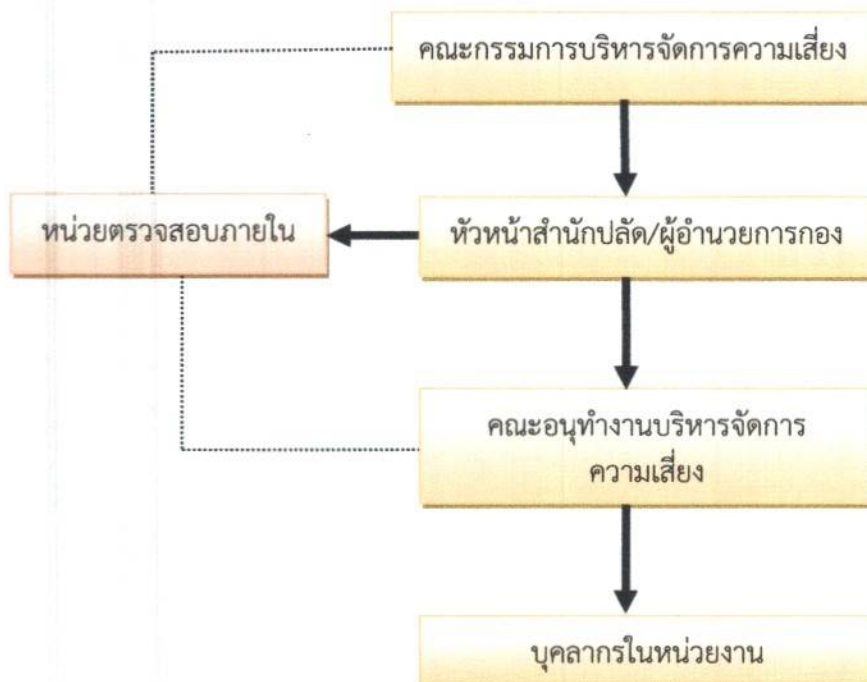 คณะกรรมการบริหารจัดการความเสี่ยง
หน่วยตรวจสอบภายใน
หัวหน้าสำนักปลัด/ผู้อำนวยการกอง
คณะอนุทำงานบริหารจัดการ
ความเสี่ยง
บุคลากรในหน่วยงาน